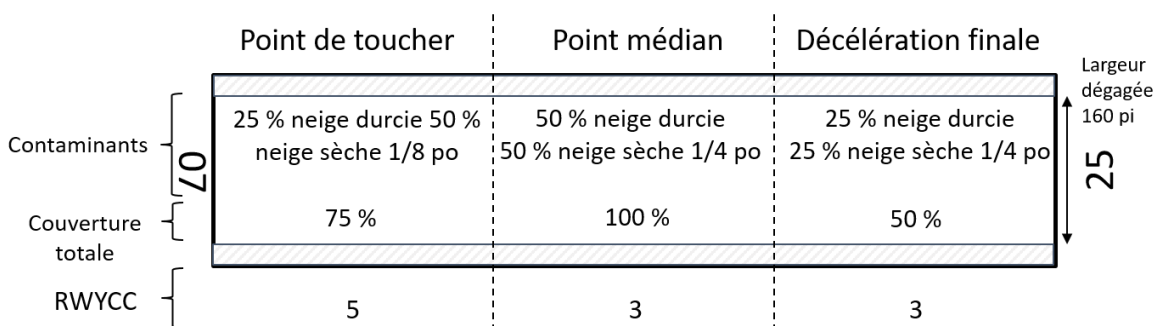 Point de toucher
Point médian
Décélération finale
Largeur
dégagée
160 pi
Contaminants
07
25 % neige durcie 50 %
neige sèche 1/8 po
50 % neige durcie
50 % neige sèche 1/4 po
25 % neige durcie
25 % neige sèche 1/4 po
25
Couverture
totale
75 %
100 %
50 %
RWYCC
5
3
3